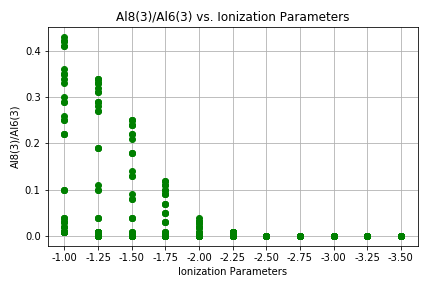 Al8(3)/Al6(3) vs. Ionization Parameters
Al8(3)/Al6(3)
0.4
0.3
0.2
0.1
0.0
-1.00 -1.25 -1.50 -1.75 -2.00 -2.25 -2.50 -2.75 -3.00 -3.25 -3.50
Ionization Parameters